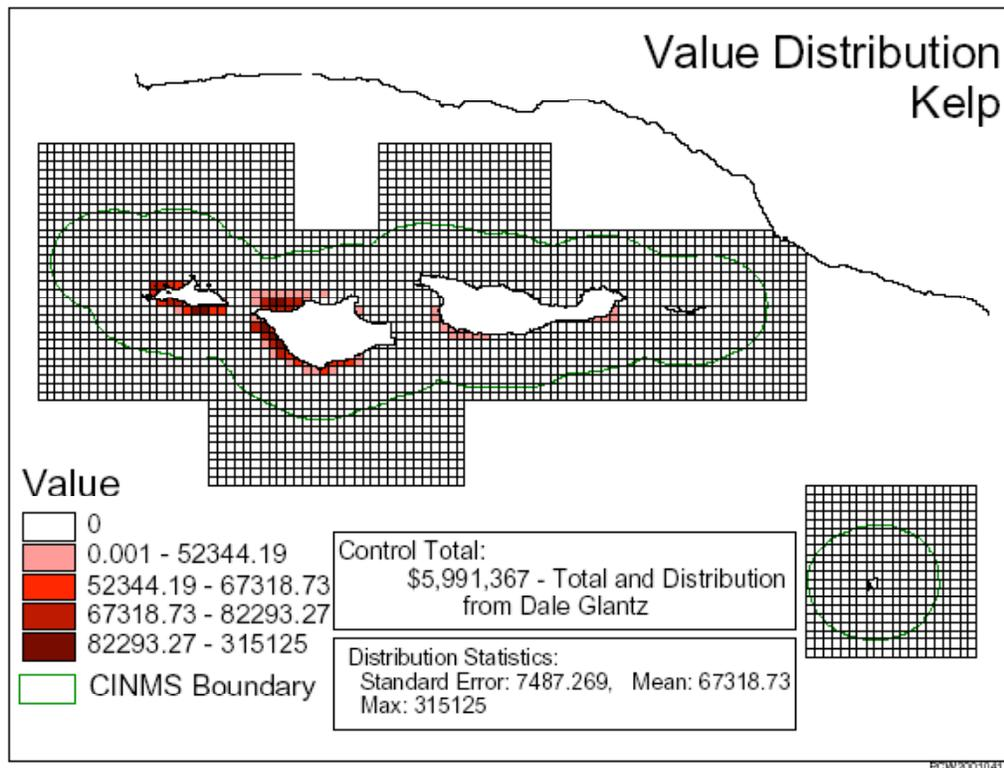 Value Distribution
Kelp
Value
0
0.001 - 52344.19
52344.19 - 67318.73
67318.73 - 82293.27
82293.27 - 315125
CINMS Boundary
Control Total:
$5,991,367 - Total and Distribution
from Dale Glantz
Distribution Statistics:
Standard Error: 7487.269, Mean: 67318.73
Max: 315125